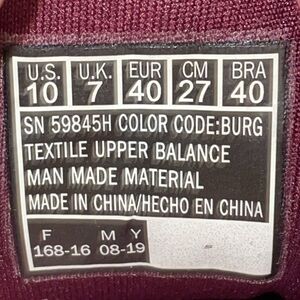 U.S. U.K. EUR CM BRA
10 7 40 27 40
SN 59845H COLOR CODE:BURG
TEXTILE UPPER BALANCE
MAN MADE MATERIAL
MADE IN CHINA/HECHO EN CHINA
F M Y
168-16 08-19